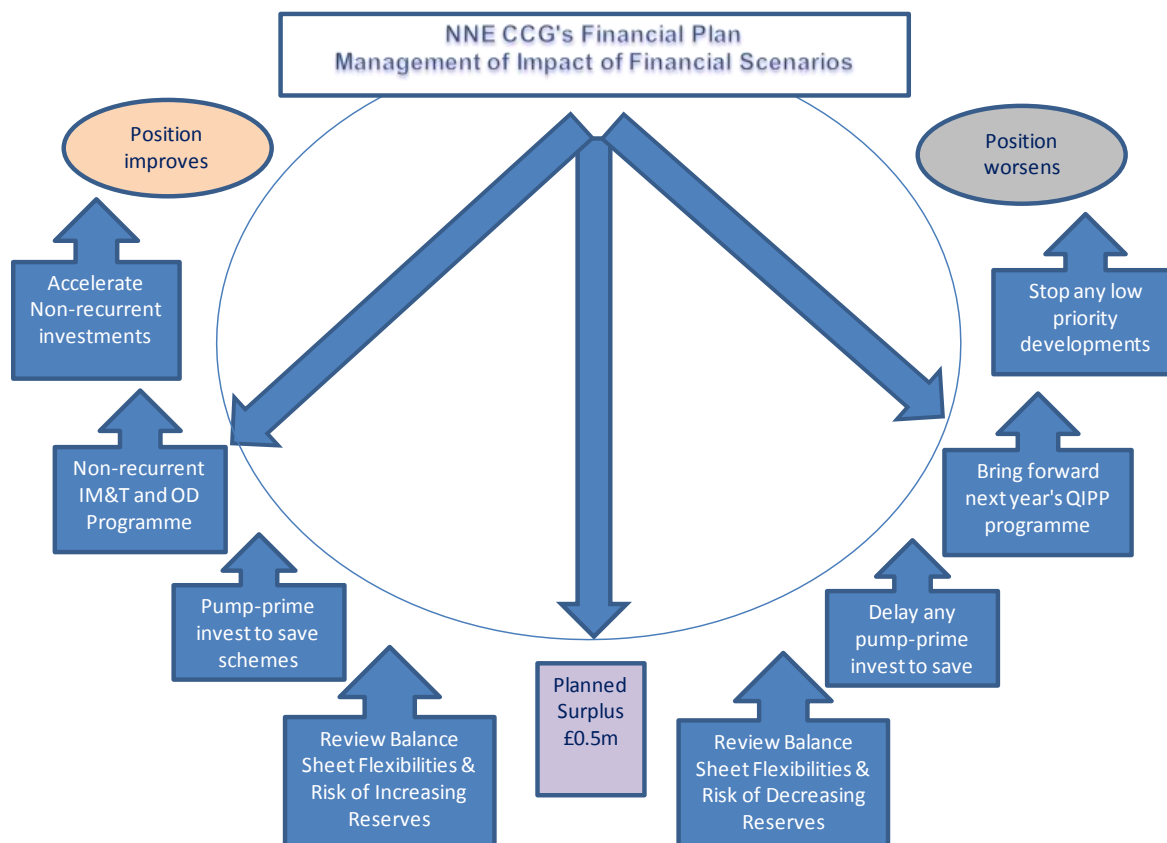 NNE CCG's Financial Plan
Management of Impact of Financial Scenarios
Position
improves
Position
worsens
Accelerate
Non-recurrent
investments
Stop any low
priority
developments
Non-recurrent
IM&T and OD
Programme
Bring forward
next year's QIPP
programme
Pump-prime
invest to save
schemes
Delay any
pump-prime
invest to save
Review Balance
Sheet Flexibilities &
Risk of Increasing
Reserves
Planned
Surplus
£0.5m
Review Balance
Sheet Flexibilities &
Risk of Decreasing
Reserves